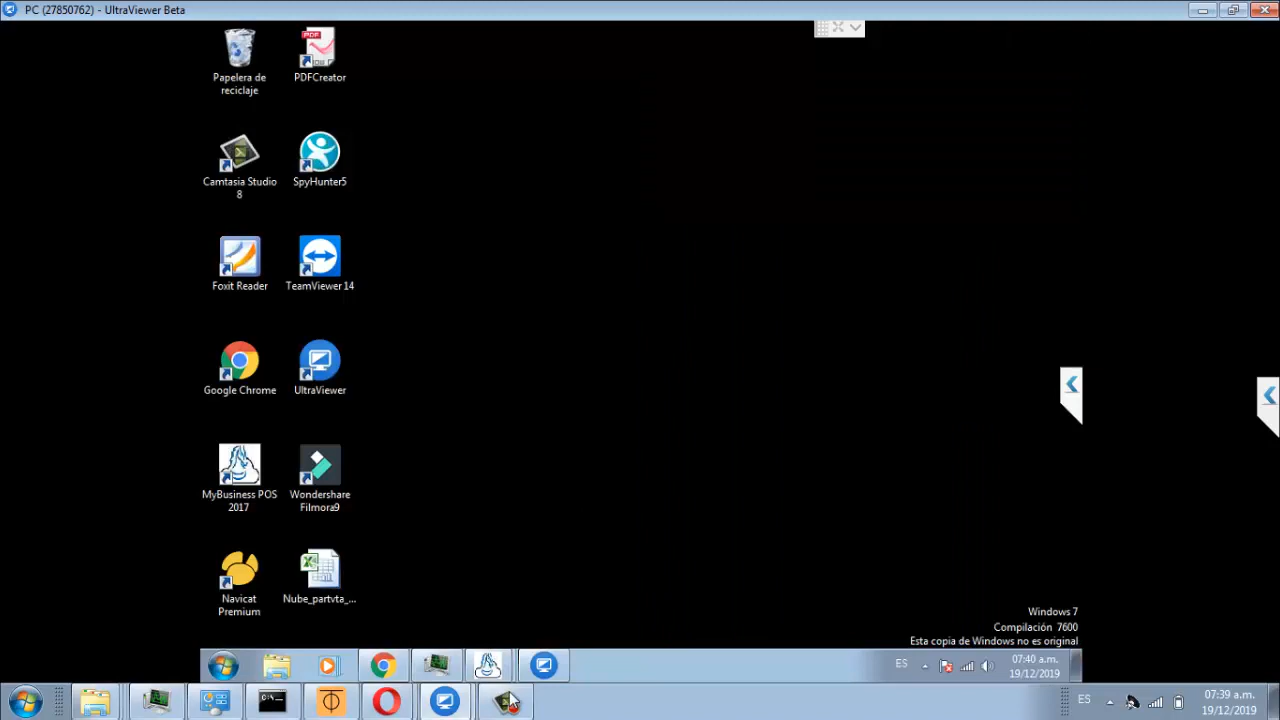 PC (27850762) - UltraViewer Beta
Papelera de
reciclaje
PDFCreator
Camtasia Studio
8
SpyHunter5
Foxit Reader
TeamViewer 14
Google Chrome
UltraViewer
MyBusiness POS
2017
Wondershare
Filmora9
Navicat
Premium
Nube_partvta_...
Windows 7
Compilación 7600
Esta copia de Windows no es original
ES
07:40 a.m.
19/12/2019
ES
07:39 a.m.
19/12/2019